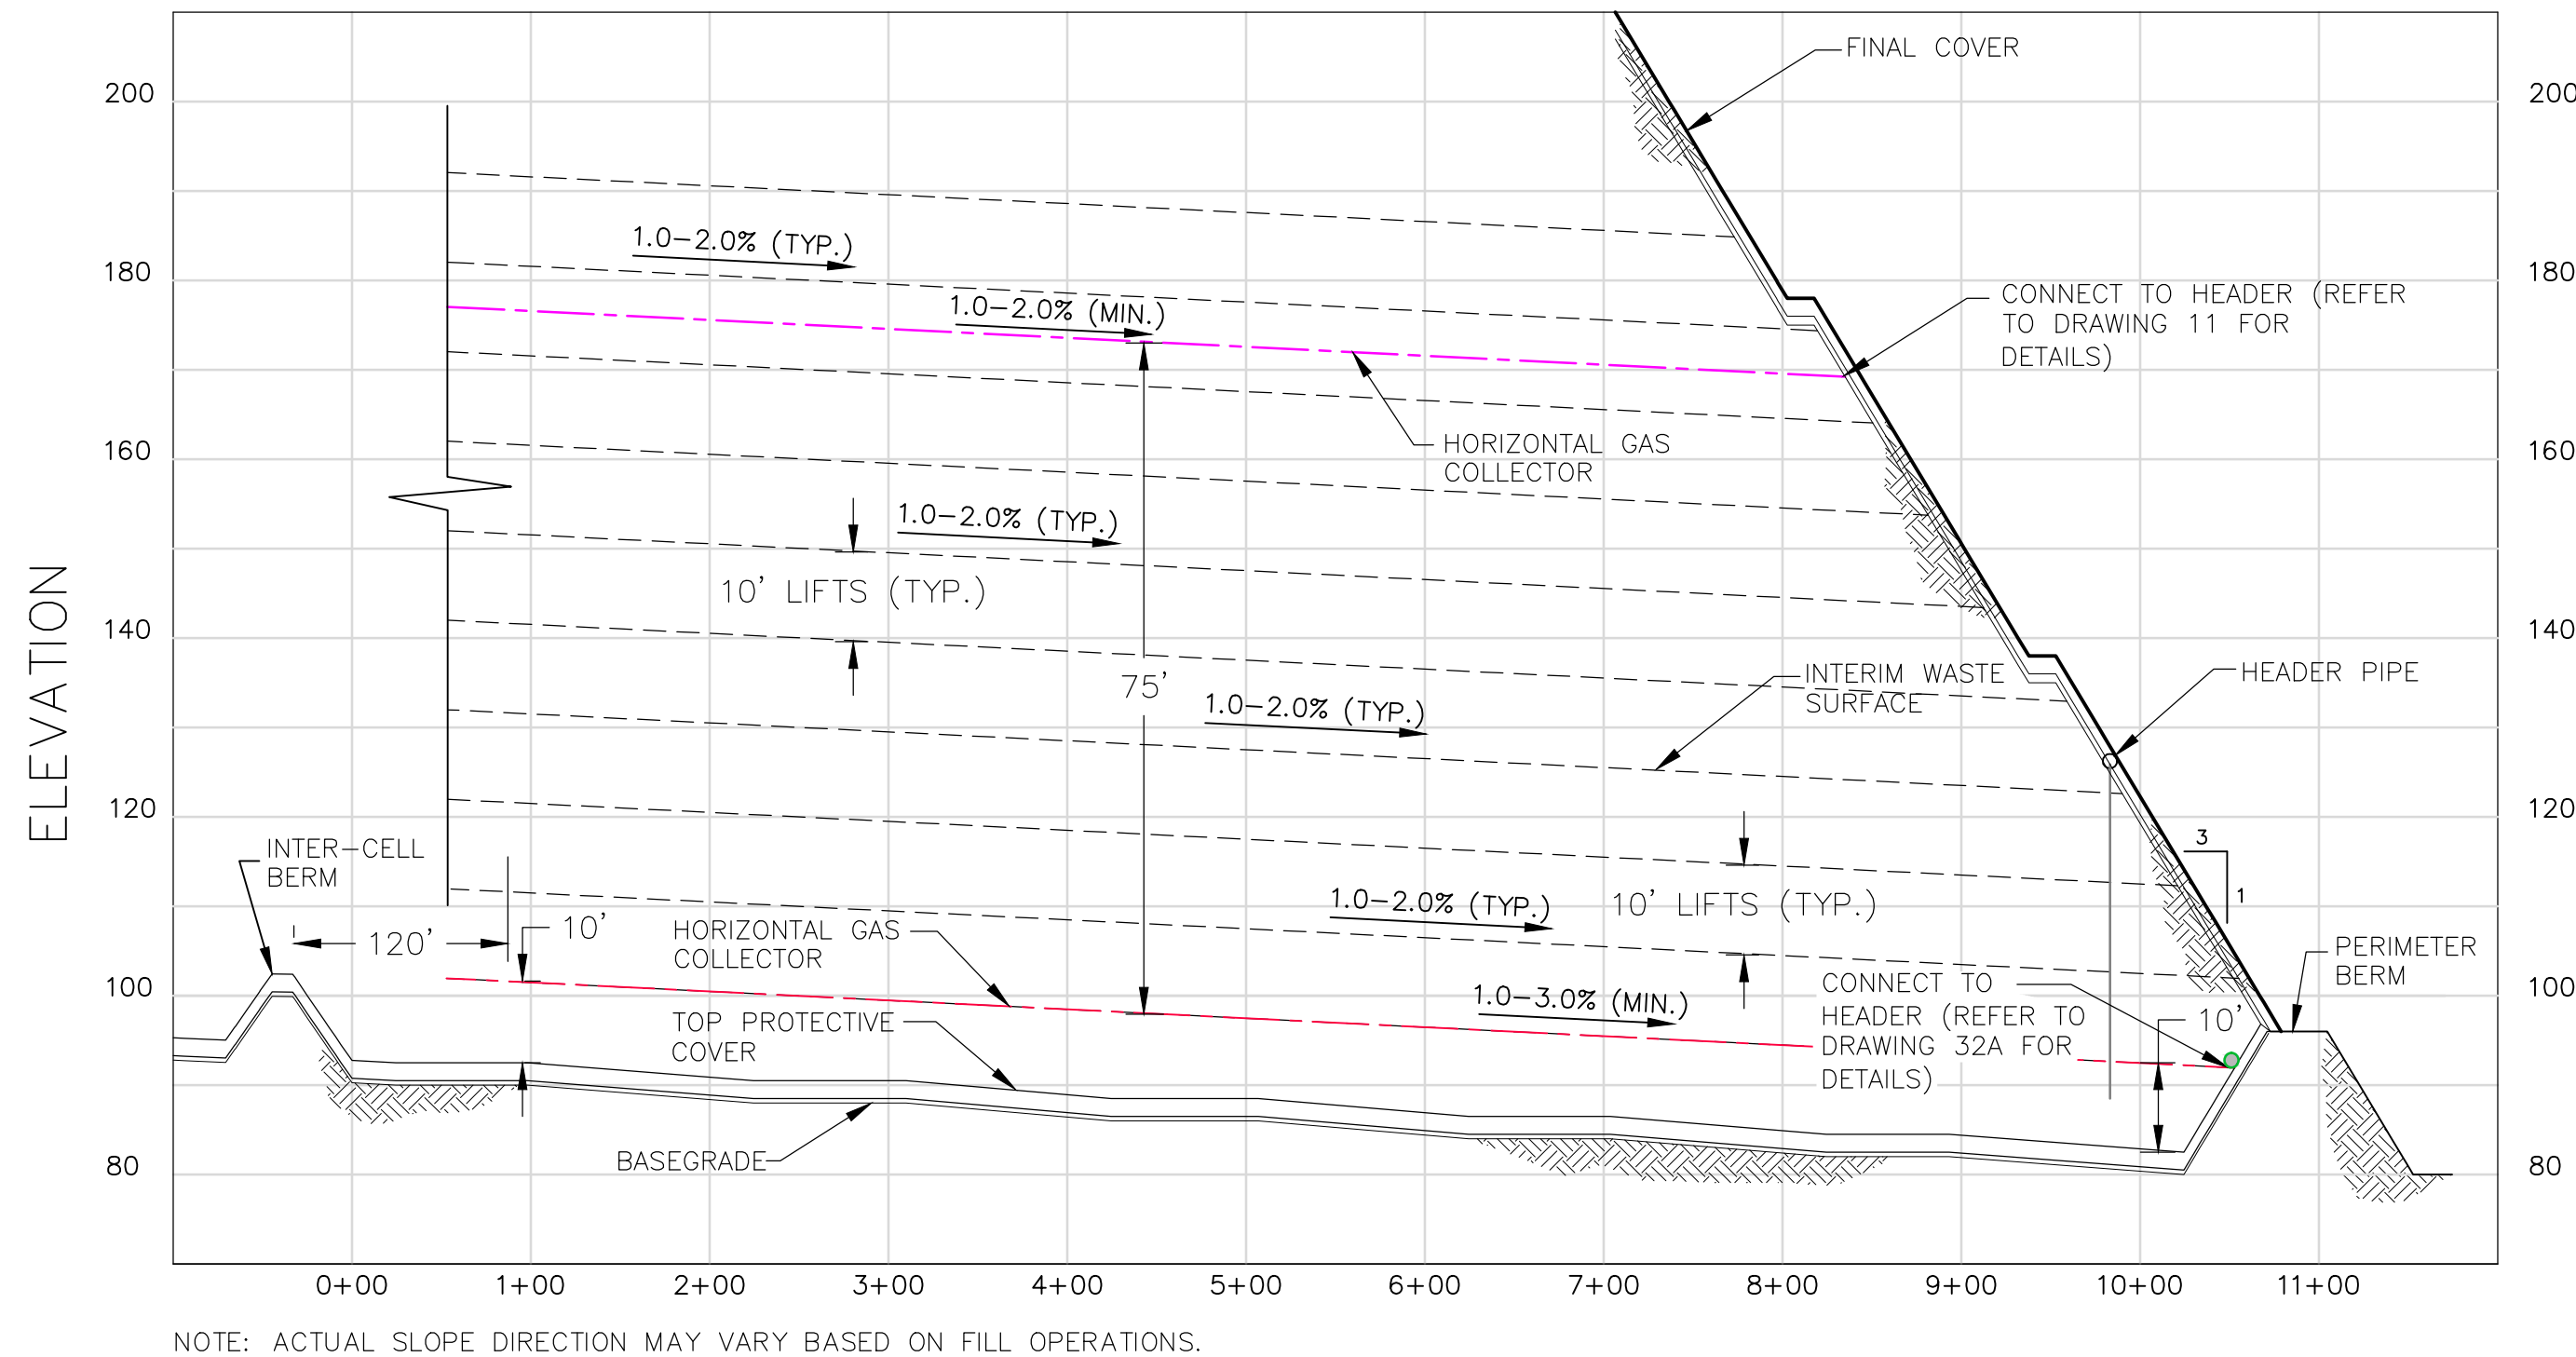 FINAL COVER
200
200
1.0-2.0% (TYP.)
180
180
CONNECT TO HEADER (REFER
TO DRAWING 11 FOR
DETAILS)
1.0-2.0% (MIN.)
HORIZONTAL GAS
COLLECTOR
160
160
1.0-2.0% (TYP.)
10' LIFTS (TYP.)
ELEVATION
140
140
75'
INTERIM WASTE
SURFACE
HEADER PIPE
1.0-2.0% (TYP.)
120
120
3
1
INTER-CELL
BERM
120'
10'
HORIZONTAL GAS
COLLECTOR
1.0-2.0% (TYP.)
10' LIFTS (TYP.)
PERIMETER
BERM
100
100
TOP PROTECTIVE
COVER
1.0-3.0% (MIN.)
CONNECT TO
HEADER (REFER TO
DRAWING 32A FOR
DETAILS)
10'
BASEGRADE
80
80
0+00
1+00
2+00
3+00
4+00
5+00
6+00
7+00
8+00
9+00
10+00
11+00
NOTE: ACTUAL SLOPE DIRECTION MAY VARY BASED ON FILL OPERATIONS.